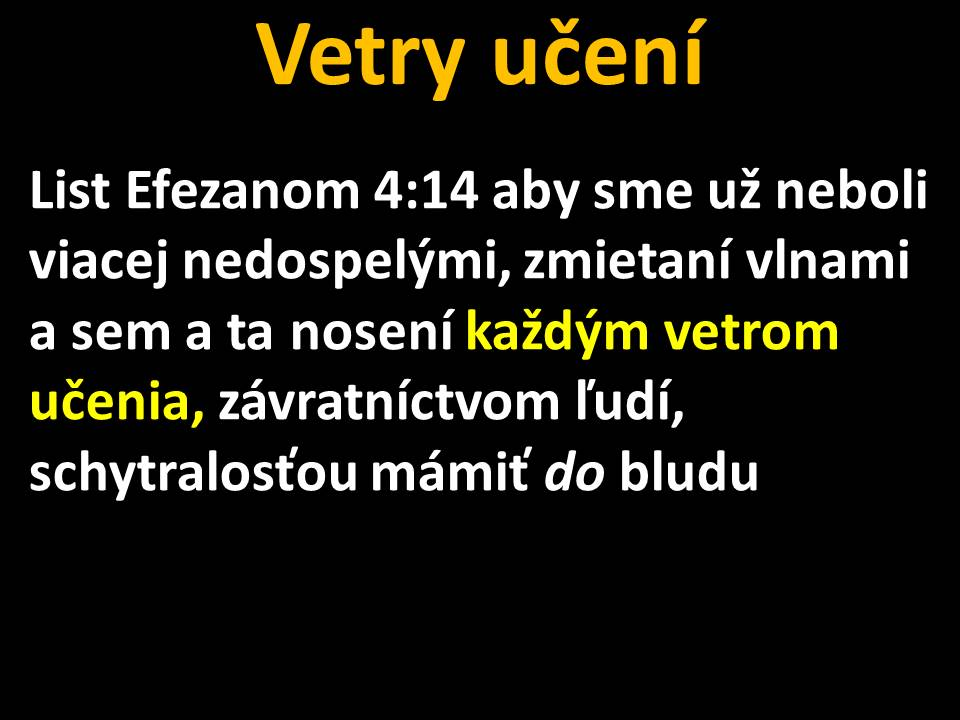 Vetry učení
List Efezanom 4:14 aby sme už neboli
viacej nedospelými, zmietaní vlnami
a sem a ta nosení každým vetrom
učenia, závratníctvom ľudí,
schytralosťou mámiť do bludu